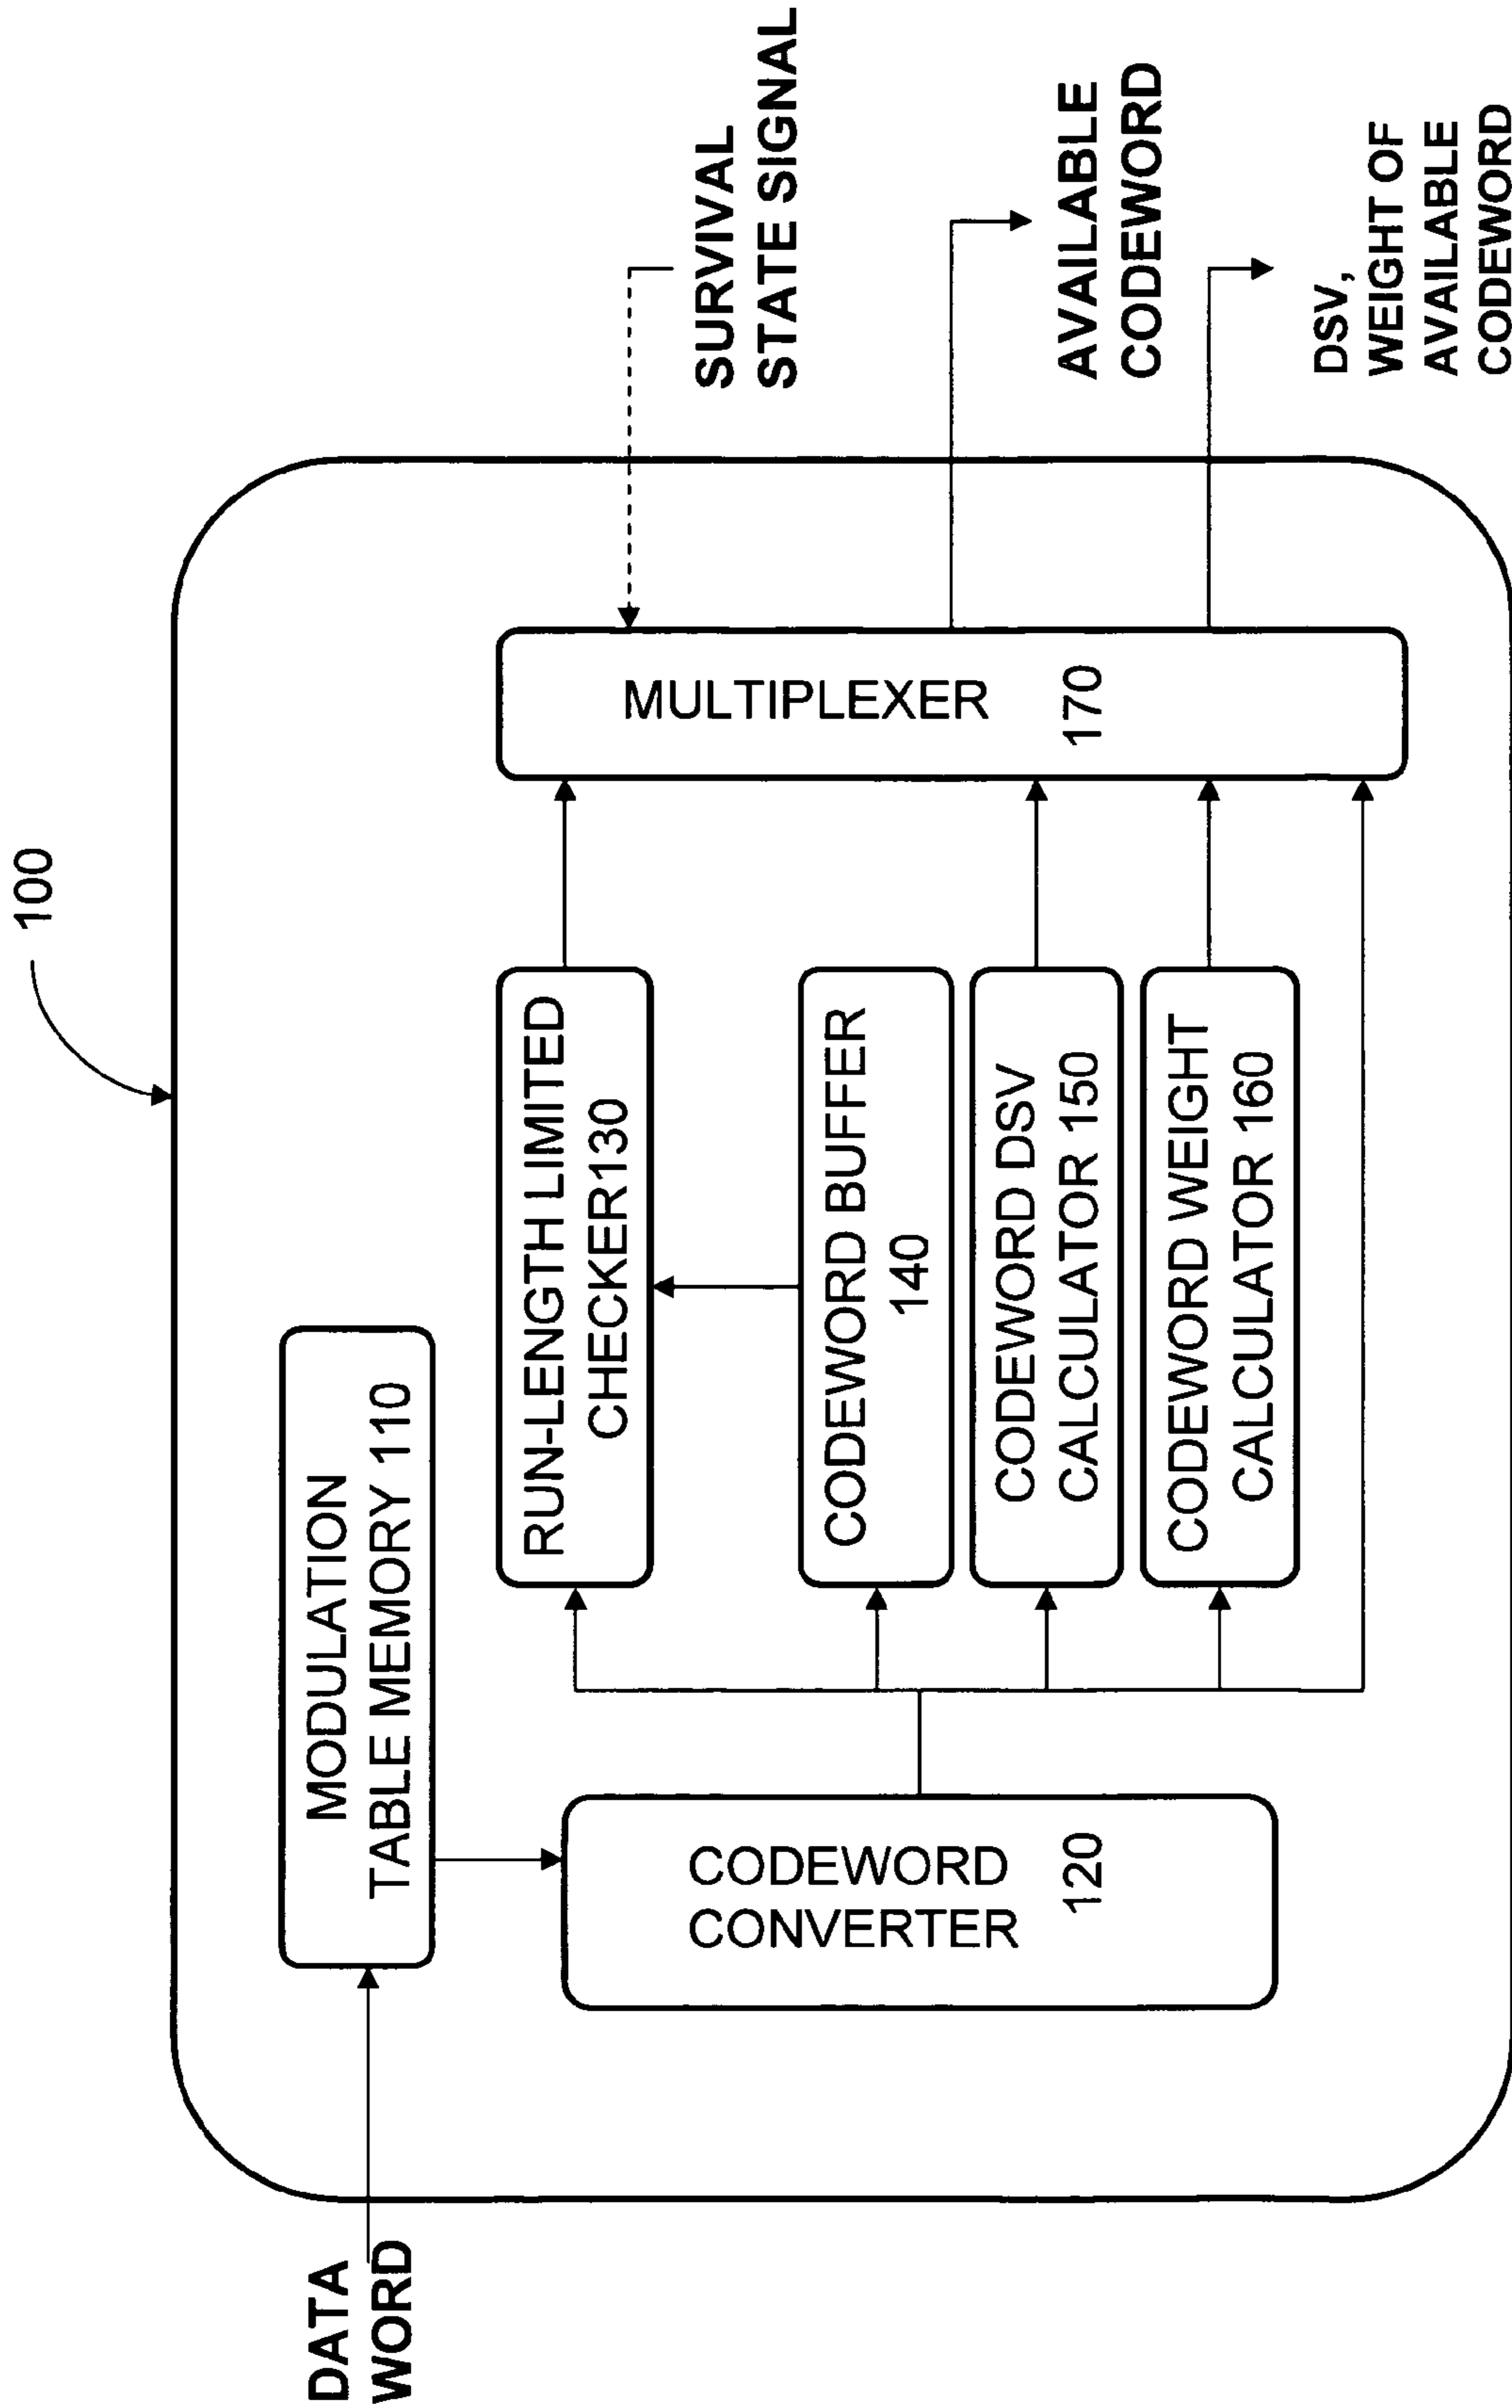 100
DATA
WORD
MODULATION
TABLE MEMORY 110
CODEWORD
CONVERTER
120
RUN-LENGTH LIMITED
CHECKER130
CODEWORD BUFFER
140
CODEWORD DSV
CALCULATOR 150
CODEWORD WEIGHT
CALCULATOR 160
MULTIPLEXER
170
SURVIVAL
STATE SIGNAL
AVAILABLE
CODEWORD
DSV,
WEIGHT OF
AVAILABLE
CODEWORD